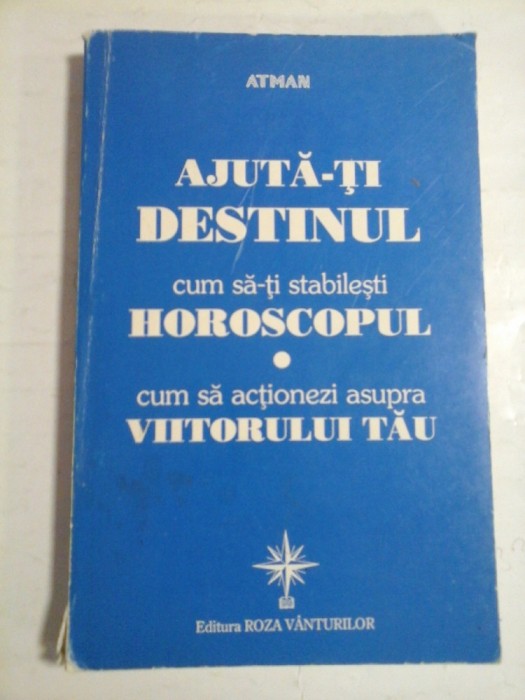 ATMAN
AJUTĂ-ŢI
DESTINUL
cum să-ţi stabileşti
HOROSCOPUL
•
cum să acţionezi asupra
VIITORULUI TĂU
Editura ROZA VÂNTURILOR